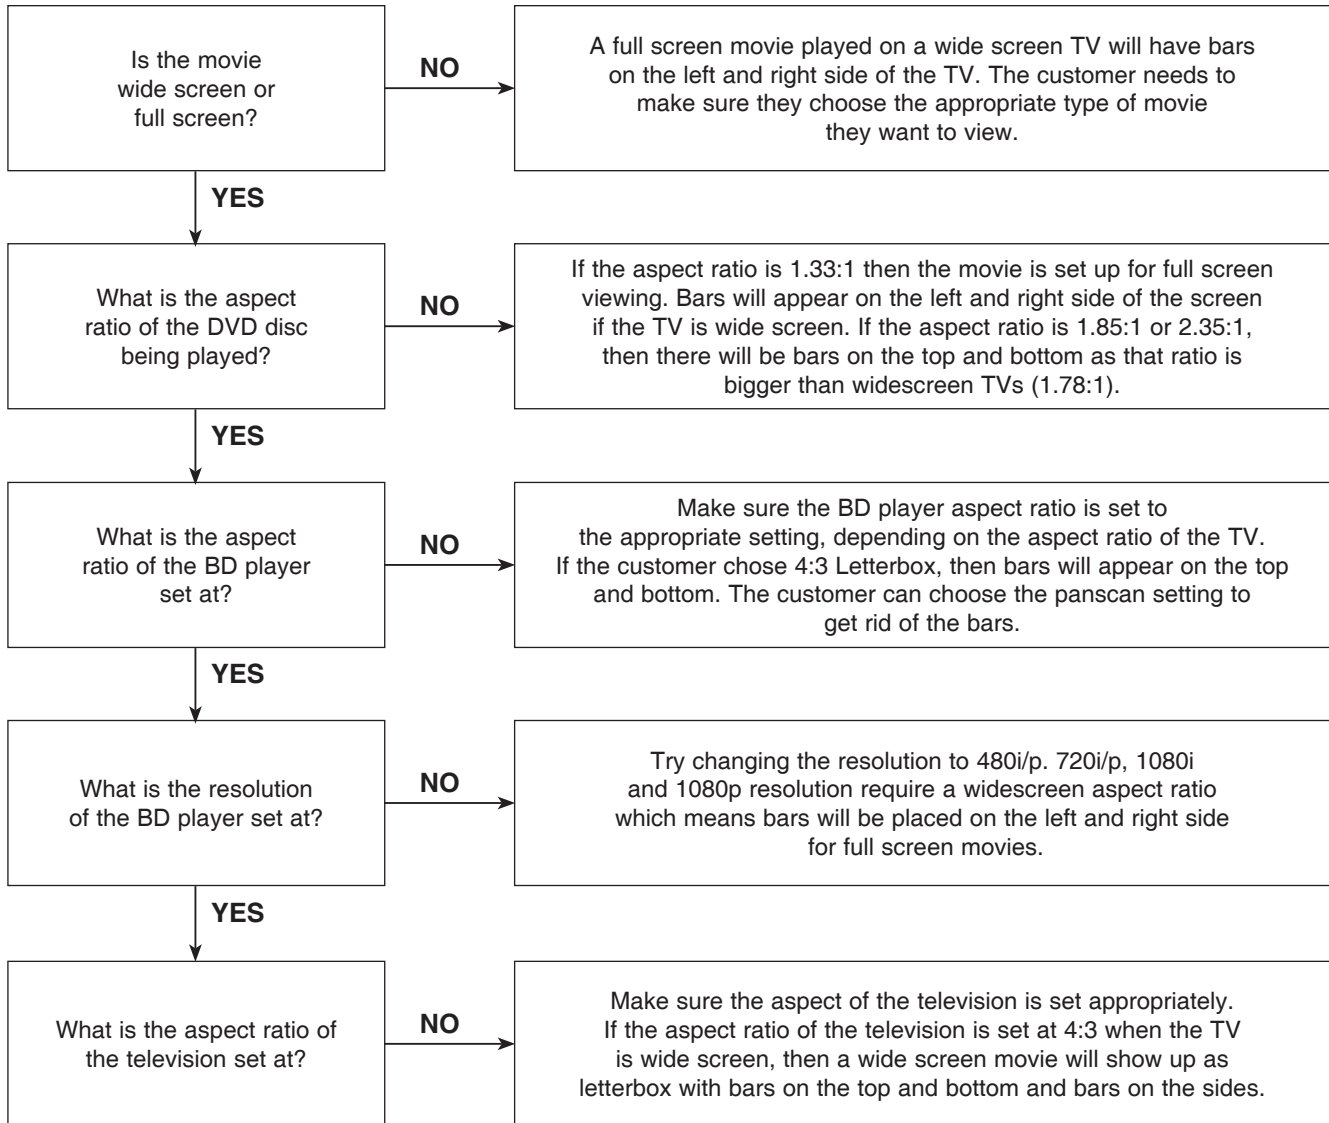 Is the movie
wide screen or
full screen?
NO
A full screen movie played on a wide screen TV will have bars
on the left and right side of the TV. The customer needs to
make sure they choose the appropriate type of movie
they want to view.
YES
What is the aspect
ratio of the DVD disc
being played?
NO
If the aspect ratio is 1.33:1 then the movie is set up for full screen
viewing. Bars will appear on the left and right side of the screen
if the TV is wide screen. If the aspect ratio is 1.85:1 or 2.35:1,
then there will be bars on the top and bottom as that ratio is
bigger than widescreen TVs (1.78:1).
YES
What is the aspect
ratio of the BD player
set at?
NO
Make sure the BD player aspect ratio is set to
the appropriate setting, depending on the aspect ratio of the TV.
If the customer chose 4:3 Letterbox, then bars will appear on the top
and bottom. The customer can choose the panscan setting to
get rid of the bars.
YES
What is the resolution
of the BD player set at?
NO
Try changing the resolution to 480i/p. 720i/p, 1080i
and 1080p resolution require a widescreen aspect ratio
which means bars will be placed on the left and right side
for full screen movies.
YES
What is the aspect ratio of
the television set at?
NO
Make sure the aspect of the television is set appropriately.
If the aspect ratio of the television is set at 4:3 when the TV
is wide screen, then a wide screen movie will show up as
letterbox with bars on the top and bottom and bars on the sides.